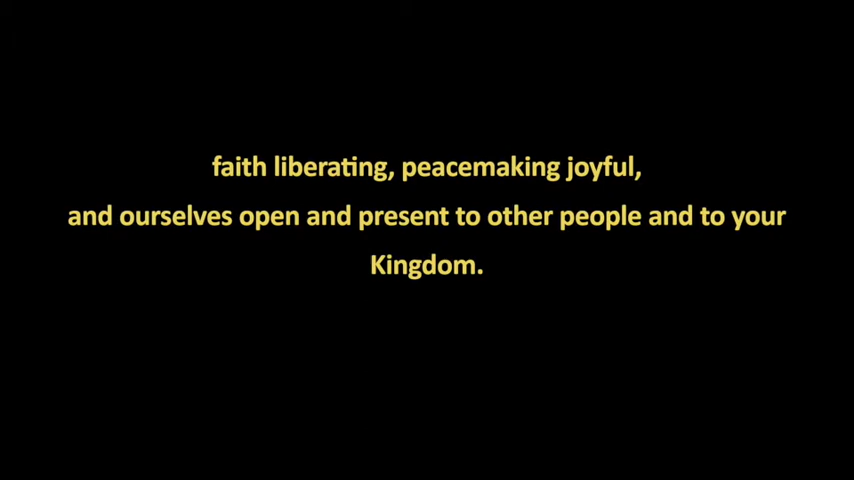 faith liberating, peacemaking joyful,
and ourselves open and present to other people and to your
Kingdom.